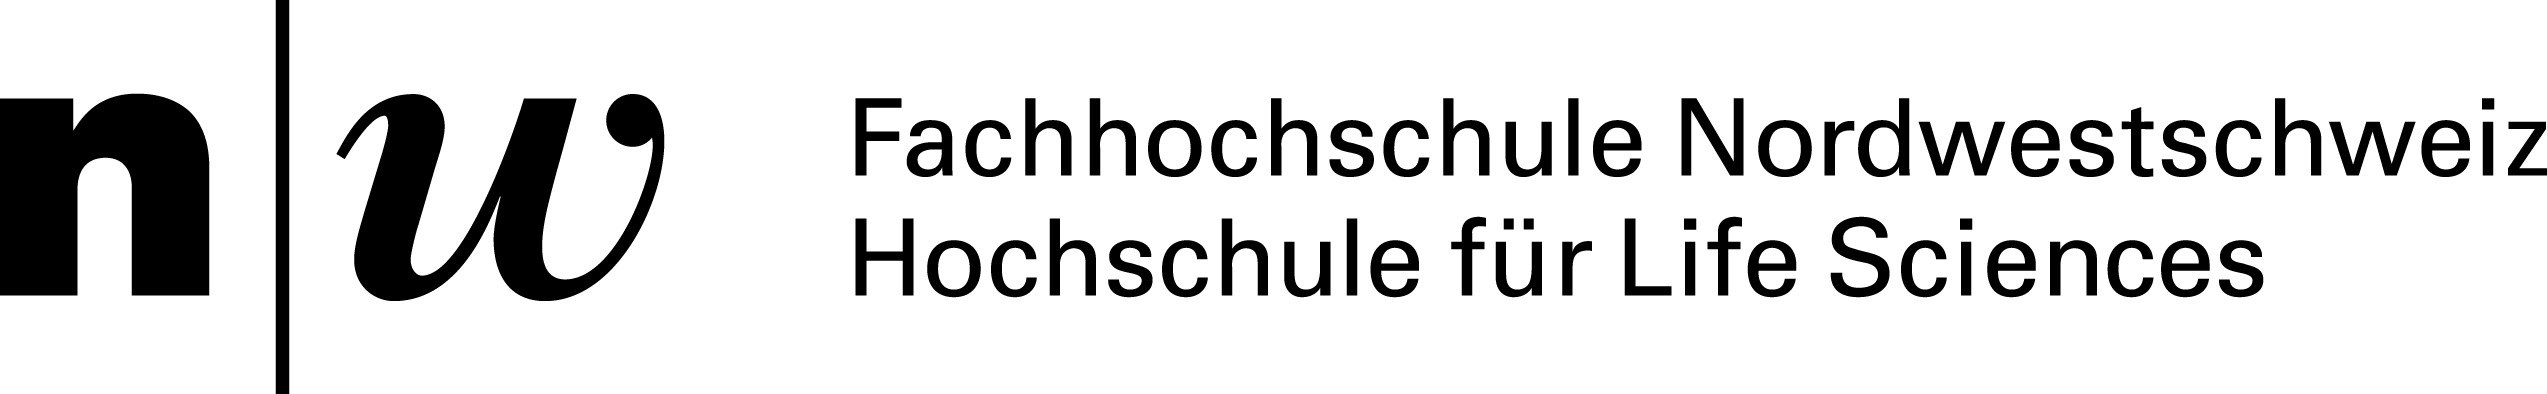 n|w
Fachhochschule Nordwestschweiz
Hochschule für Life Sciences